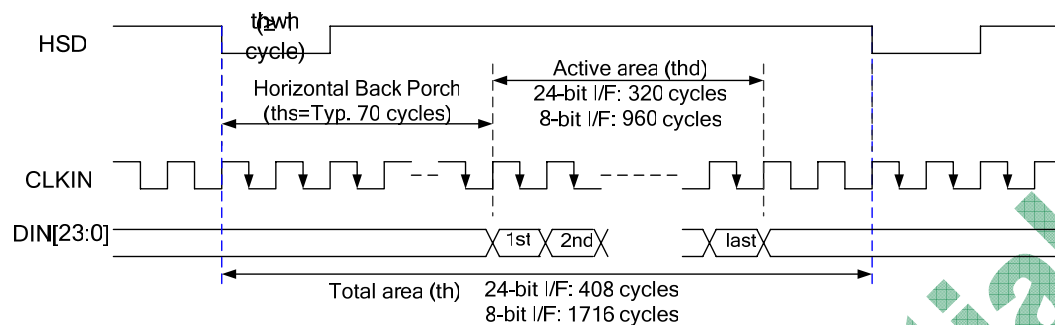 HSD
thwh
(≥ 1
cycle)
Active area (thd)
24-bit I/F: 320 cycles
8-bit I/F: 960 cycles
Horizontal Back Porch
(ths=Typ. 70 cycles)
CLKIN
DIN[23:0]
1st
2nd
last
Total area (th)
24-bit I/F: 408 cycles
8-bit I/F: 1716 cycles